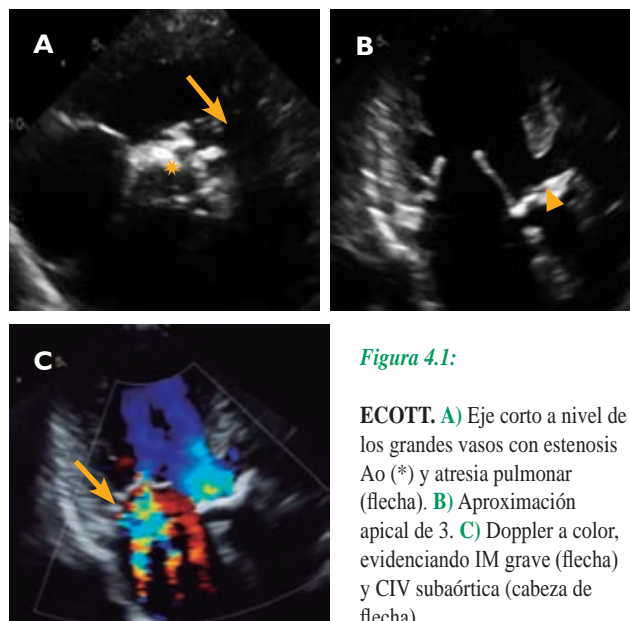 A
B
C
Figura 4.1:
ECOTT. A) Eje corto a nivel de
los grandes vasos con estenosis
Ao (*) y atresia pulmonar
(flecha). B) Aproximación
apical de 3. C) Doppler a color,
evidenciando IM grave (flecha)
y CIV subaórtica (cabeza de
flecha)